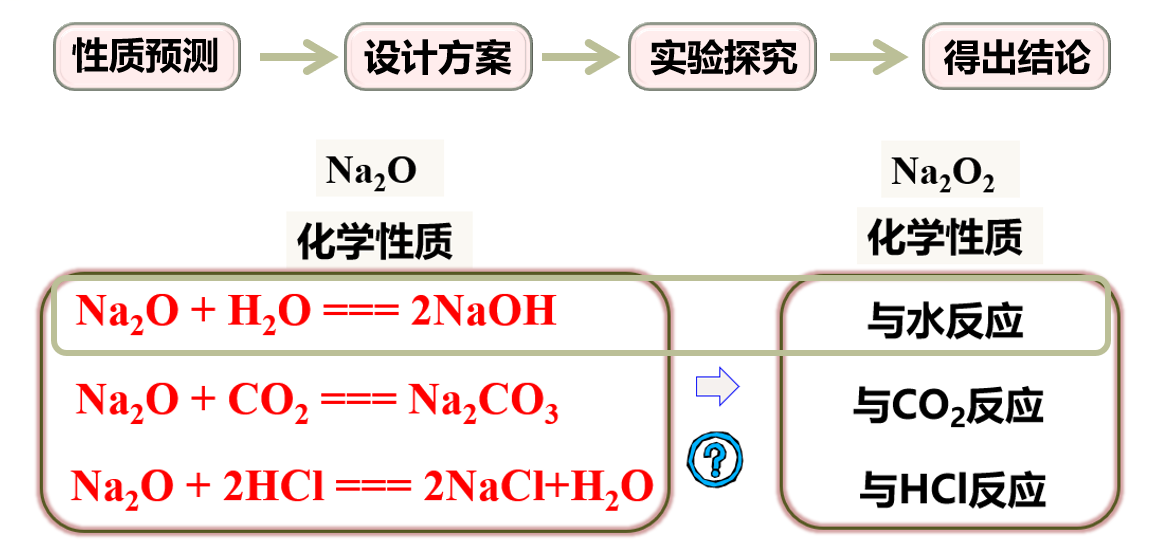 性质预测 设计方案 实验探究 得出结论
Na₂O
化学性质
Na₂O + H₂O === 2NaOH
Na₂O + CO₂ === Na₂CO₃
Na₂O + 2HCl === 2NaCl+H₂O
?
Na₂O₂
化学性质
与水反应
与CO₂反应
与HCl反应